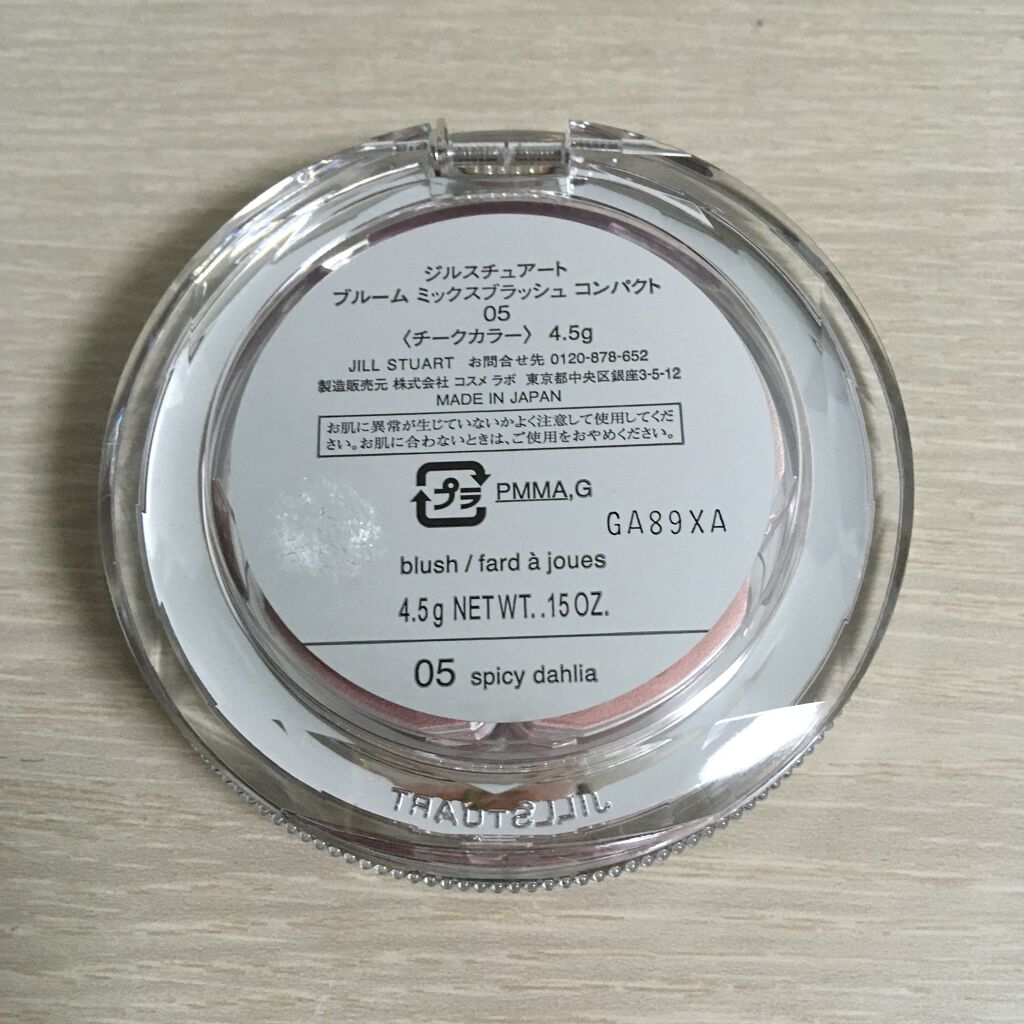 ジルスチュアート
ブルーム ミックスブラッシュ コンパクト
05
〈チークカラー〉 4.5g
JILL STUART お問合せ先 0120-878-652
製造販売元 株式会社 コスメ ラボ 東京都中央区銀座3-5-12
MADE IN JAPAN
お肌に異常が生じていないかよく注意して使用してくだ
さい。お肌に合わないときは、ご使用をおやめください。
プラ PMMA,G
GA89XA
blush / fard à joues
4.5g NET WT. .15 OZ.
05 spicy dahlia
JILLSTUART